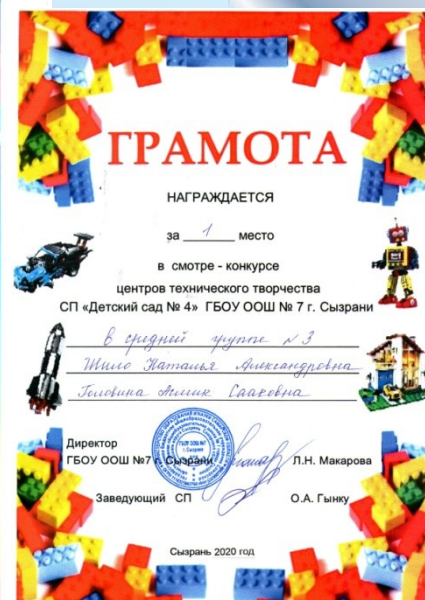 ГРАМОТА
НАГРАЖДАЕТСЯ
за 1 место
в смотре - конкурсе
центров технического творчества
СП «Детский сад № 4» ГБОУ ООШ № 7 г. Сызрани
в средней группе № 3
Шило Наталья Александровна
Головина Асмик Сааковна
Директор
ГБОУ ООШ №7 г. Сызрани Л.Н. Макарова
Заведующий СП О.А. Гынку
Сызрань 2020 год